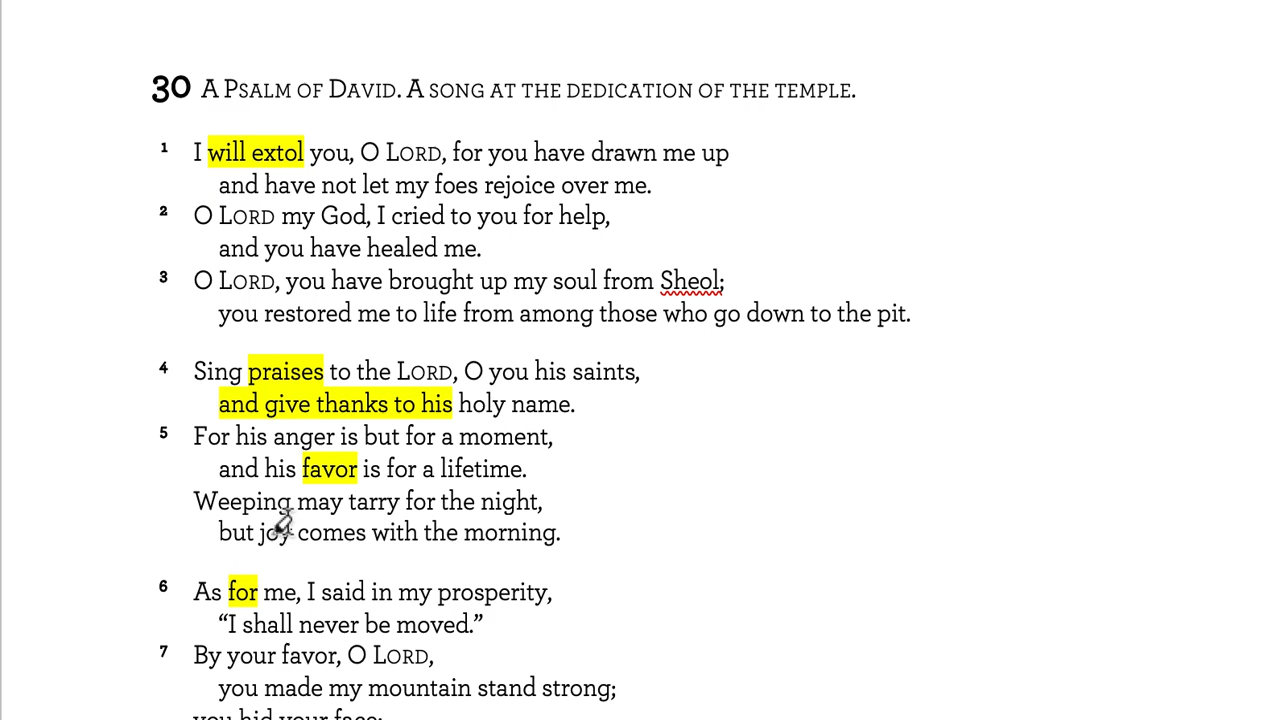 30 A PSALM OF DAVID. A SONG AT THE DEDICATION OF THE TEMPLE.
1 I will extol you, O LORD, for you have drawn me up
and have not let my foes rejoice over me.
2 O LORD my God, I cried to you for help,
and you have healed me.
3 O LORD, you have brought up my soul from Sheol;
you restored me to life from among those who go down to the pit.
4 Sing praises to the LORD, O you his saints,
and give thanks to his holy name.
5 For his anger is but for a moment,
and his favor is for a lifetime.
Weeping may tarry for the night,
but joy comes with the morning.
6 As for me, I said in my prosperity,
“I shall never be moved.”
7 By your favor, O LORD,
you made my mountain stand strong;
you hid your face;